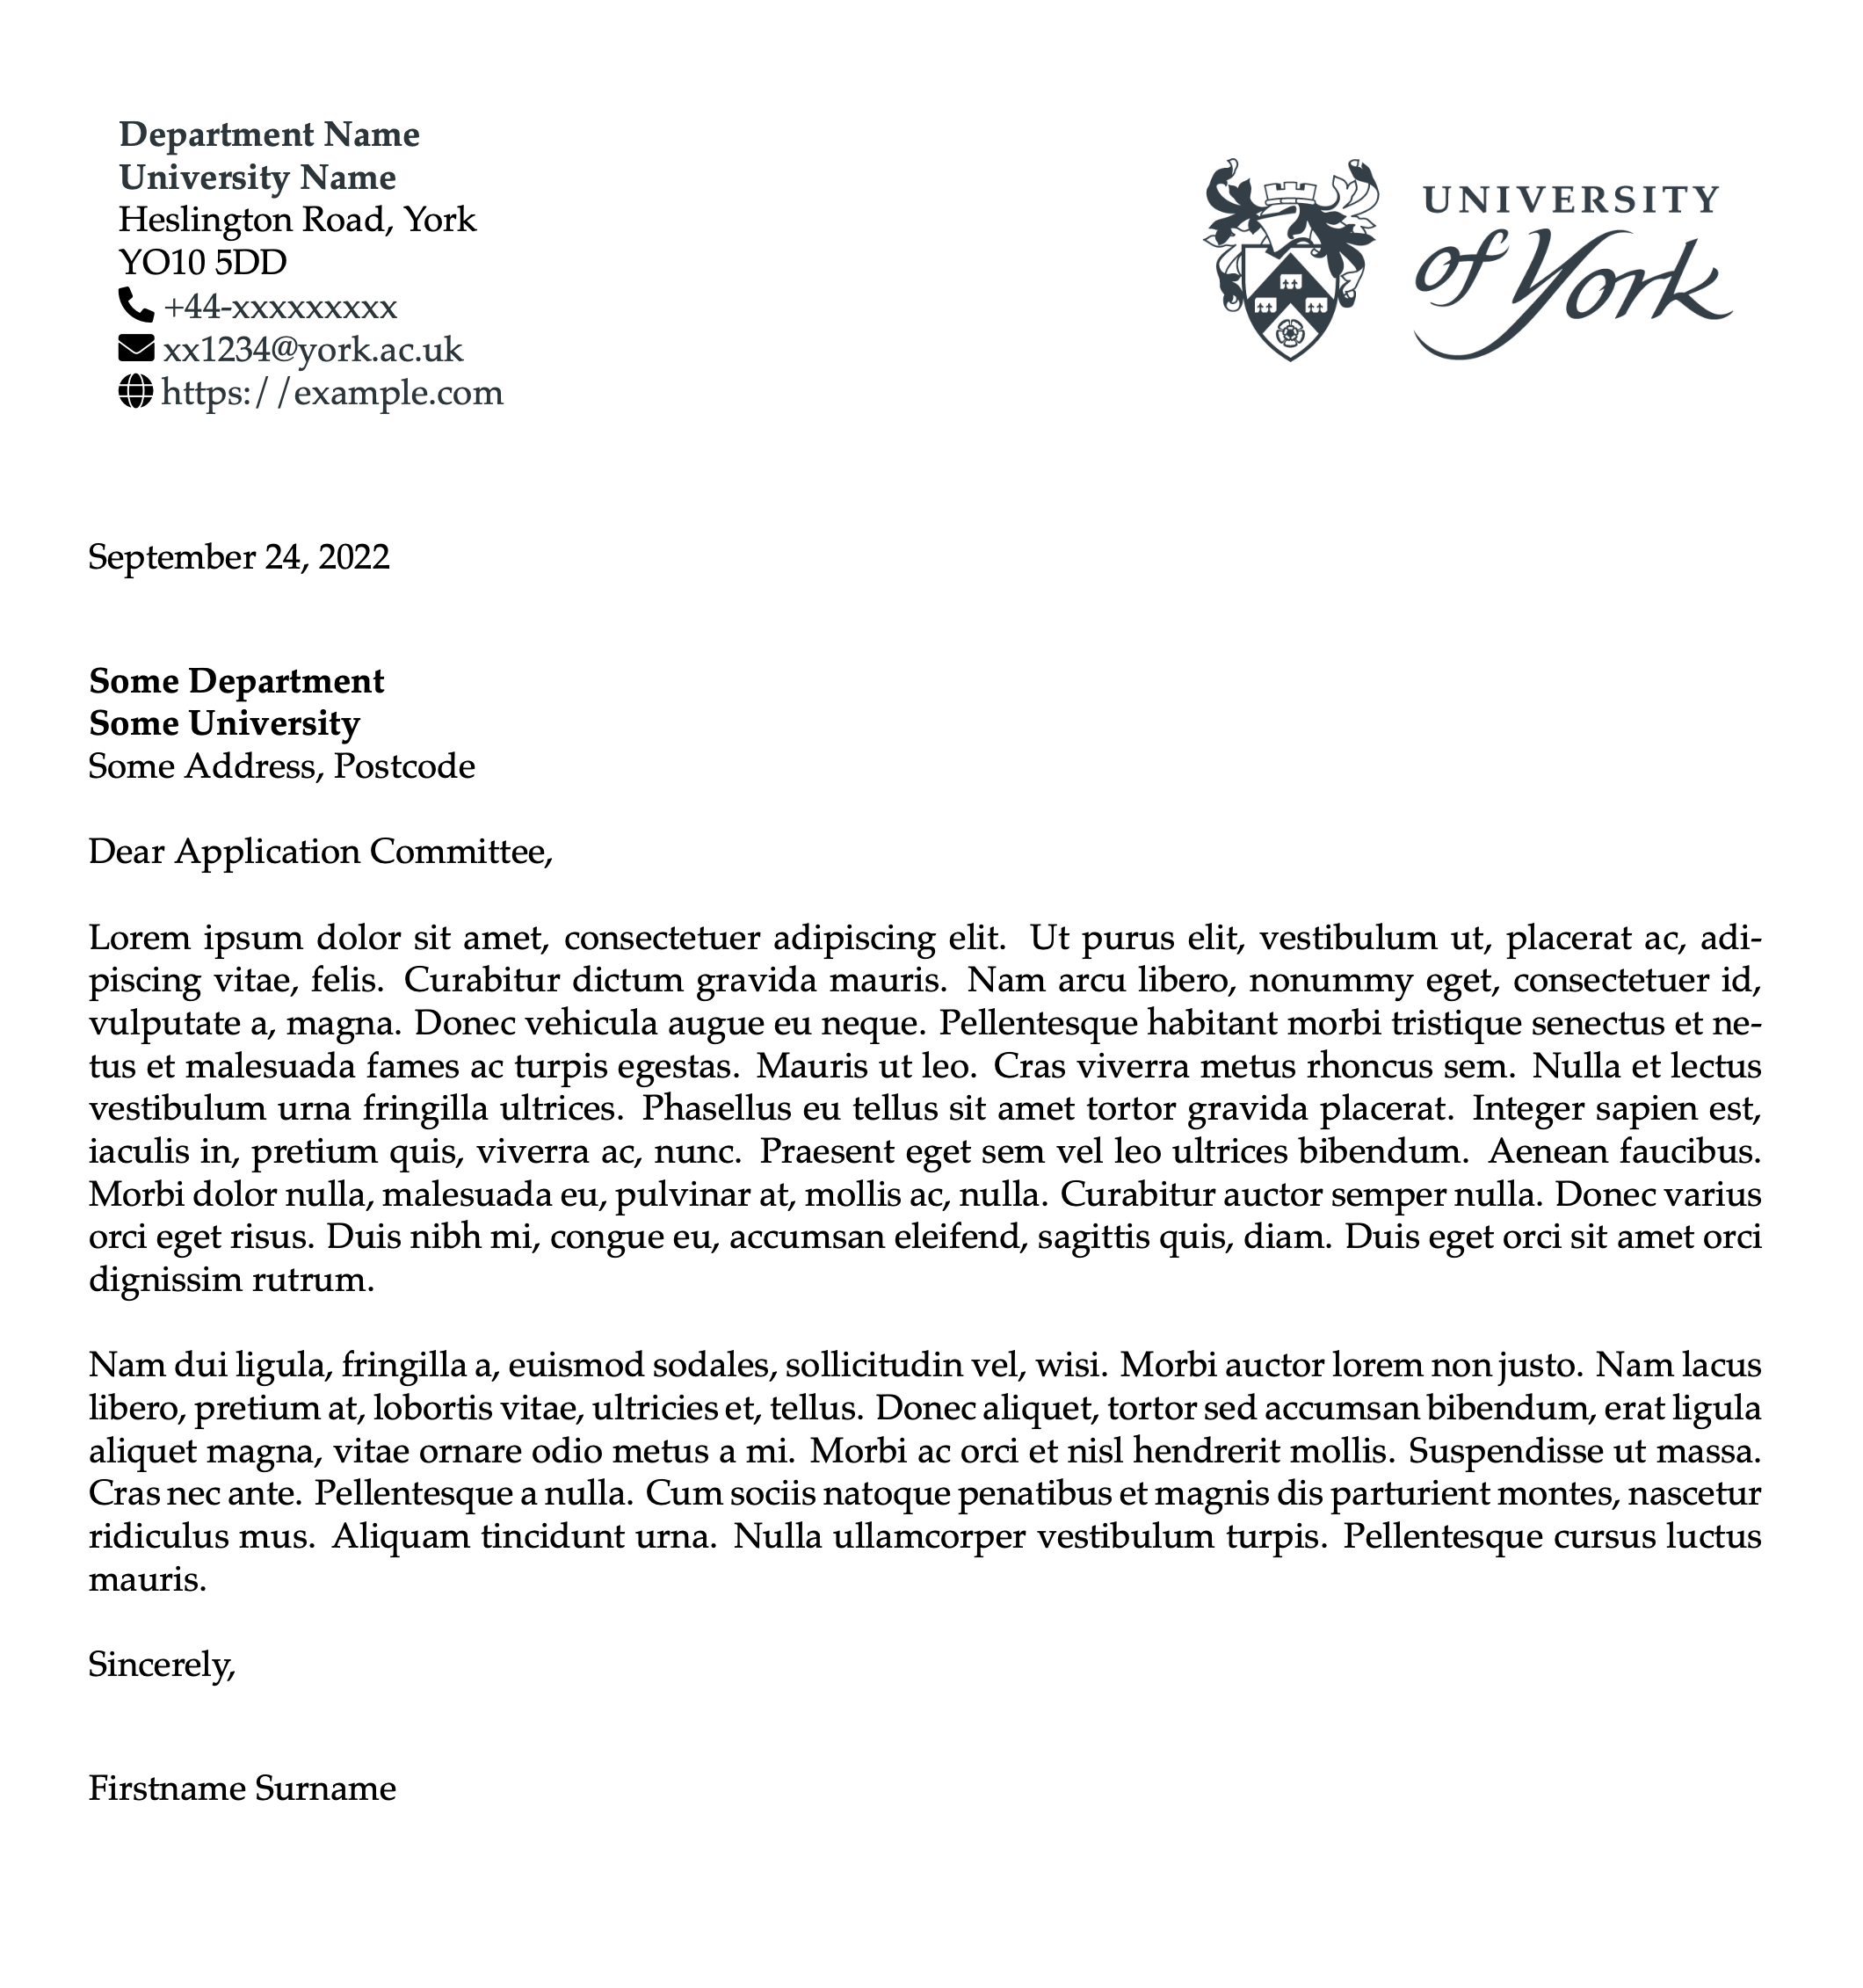 Department Name
University Name
Heslington Road, York
YO10 5DD
+44-xxxxxxxxx
xx1234@york.ac.uk
https://example.com
UNIVERSITY
of York
September 24, 2022
Some Department
Some University
Some Address, Postcode
Dear Application Committee,
Lorem ipsum dolor sit amet, consectetuer adipiscing elit. Ut purus elit, vestibulum ut, placerat ac, adi-
piscing vitae, felis. Curabitur dictum gravida mauris. Nam arcu libero, nonummy eget, consectetuer id,
vulputate a, magna. Donec vehicula augue eu neque. Pellentesque habitant morbi tristique senectus et ne-
tus et malesuada fames ac turpis egestas. Mauris ut leo. Cras viverra metus rhoncus sem. Nulla et lectus
vestibulum urna fringilla ultrices. Phasellus eu tellus sit amet tortor gravida placerat. Integer sapien est,
iaculis in, pretium quis, viverra ac, nunc. Praesent eget sem vel leo ultrices bibendum. Aenean faucibus.
Morbi dolor nulla, malesuada eu, pulvinar at, mollis ac, nulla. Curabitur auctor semper nulla. Donec varius
orci eget risus. Duis nibh mi, congue eu, accumsan eleifend, sagittis quis, diam. Duis eget orci sit amet orci
dignissim rutrum.
Nam dui ligula, fringilla a, euismod sodales, sollicitudin vel, wisi. Morbi auctor lorem non justo. Nam lacus
libero, pretium at, lobortis vitae, ultricies et, tellus. Donec aliquet, tortor sed accumsan bibendum, erat ligula
aliquet magna, vitae ornare odio metus a mi. Morbi ac orci et nisl hendrerit mollis. Suspendisse ut massa.
Cras nec ante. Pellentesque a nulla. Cum sociis natoque penatibus et magnis dis parturient montes, nascetur
ridiculus mus. Aliquam tincidunt urna. Nulla ullamcorper vestibulum turpis. Pellentesque cursus luctus
mauris.
Sincerely,
Firstname Surname